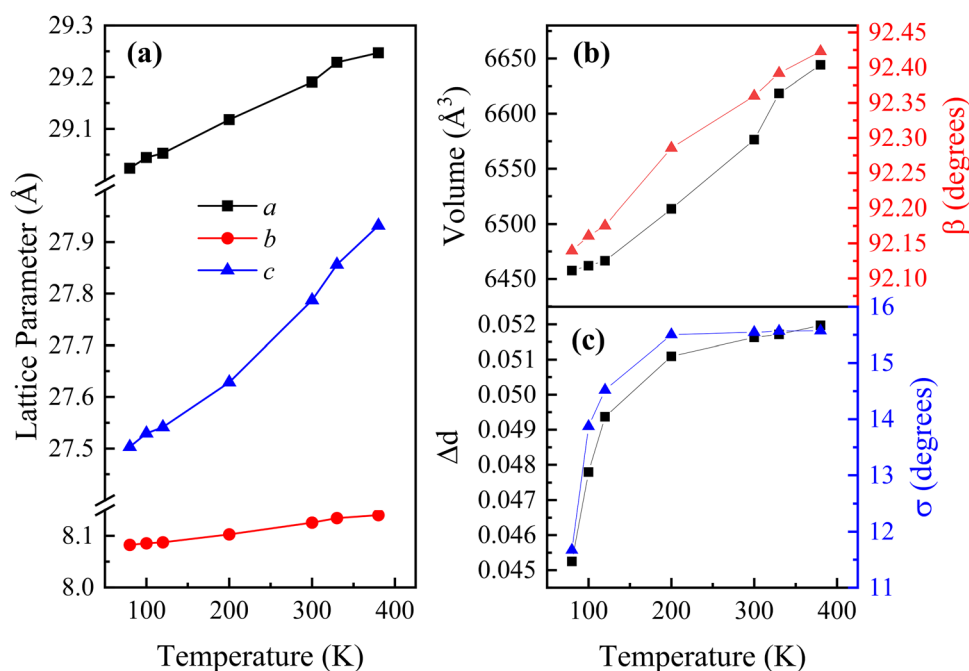 (a)
29.3
29.2
29.1
29.0
27.9
27.8
27.7
27.6
27.5
8.1
8.0
Lattice Parameter (Å)
a
b
c
100 200 300 400
Temperature (K)
(b)
6650
6600
6550
6500
6450
Volume (Å³)
92.45
92.40
92.35
92.30
92.25
92.20
92.15
92.10
β (degrees)
(c)
0.052
0.051
0.050
0.049
0.048
0.047
0.046
0.045
Δd
16
15
14
13
12
11
σ (degrees)
100 200 300 400
Temperature (K)